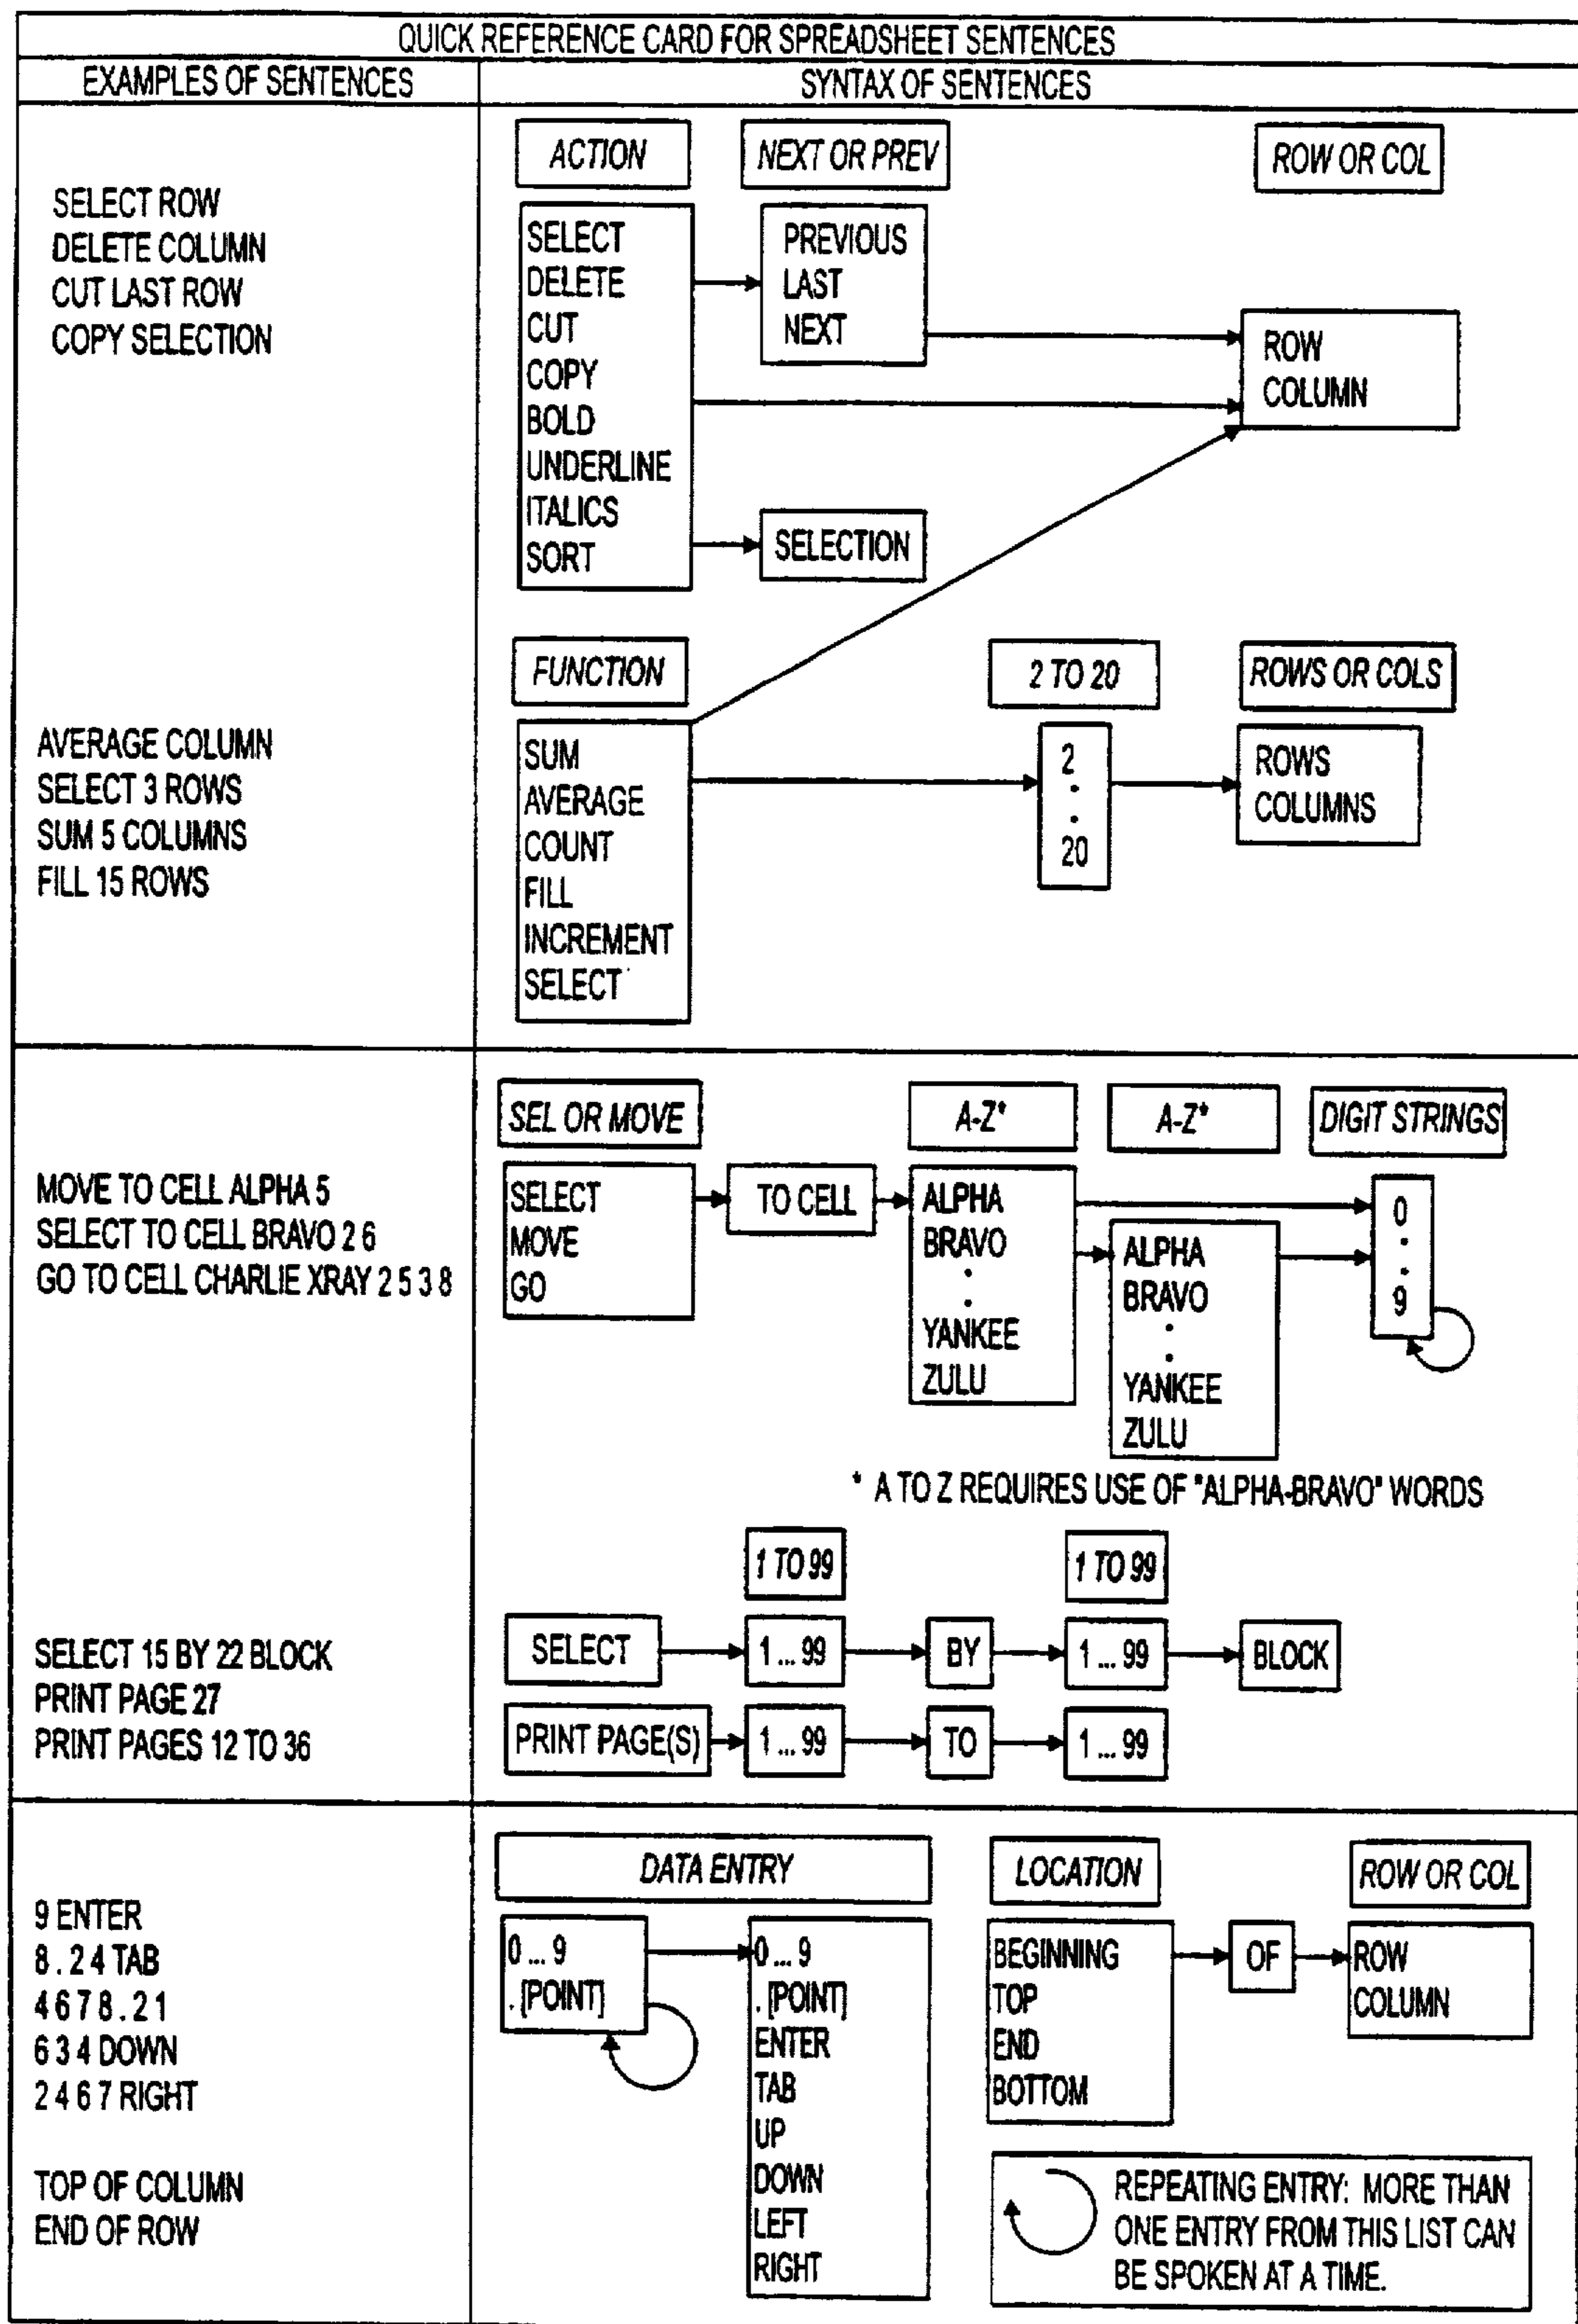 QUICK REFERENCE CARD FOR SPREADSHEET SENTENCES
EXAMPLES OF SENTENCES
SYNTAX OF SENTENCES
SELECT ROW
DELETE COLUMN
CUT LAST ROW
COPY SELECTION
ACTION
NEXT OR PREV
ROW OR COL
SELECT
DELETE
CUT
COPY
BOLD
UNDERLINE
ITALICS
SORT
PREVIOUS
LAST
NEXT
ROW
COLUMN
SELECTION
AVERAGE COLUMN
SELECT 3 ROWS
SUM 5 COLUMNS
FILL 15 ROWS
FUNCTION
2 TO 20
ROWS OR COLS
SUM
AVERAGE
COUNT
FILL
INCREMENT
SELECT
2
.
.
20
ROWS
COLUMNS
MOVE TO CELL ALPHA 5
SELECT TO CELL BRAVO 2 6
GO TO CELL CHARLIE XRAY 2 5 3 8
SEL OR MOVE
A-Z*
A-Z*
DIGIT STRINGS
SELECT
MOVE
GO
TO CELL
ALPHA
BRAVO
.
.
YANKEE
ZULU
ALPHA
BRAVO
.
.
YANKEE
ZULU
0
.
.
9
* A TO Z REQUIRES USE OF "ALPHA-BRAVO" WORDS
SELECT 15 BY 22 BLOCK
PRINT PAGE 27
PRINT PAGES 12 TO 36
1 TO 99
1 TO 99
SELECT
1 ... 99
BY
1 ... 99
BLOCK
PRINT PAGE(S)
1 ... 99
TO
1 ... 99
9 ENTER
8 . 2 4 TAB
4 6 7 8 . 2 1
6 3 4 DOWN
2 4 6 7 RIGHT
TOP OF COLUMN
END OF ROW
DATA ENTRY
LOCATION
ROW OR COL
0 ... 9
. [POINT]
0 ... 9
. [POINT]
ENTER
TAB
UP
DOWN
LEFT
RIGHT
BEGINNING
TOP
END
BOTTOM
OF
ROW
COLUMN
REPEATING ENTRY: MORE THAN
ONE ENTRY FROM THIS LIST CAN
BE SPOKEN AT A TIME.